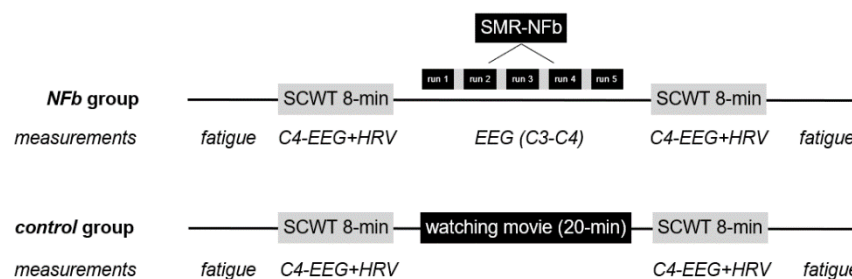 SMR-NFb
run 1 run 2 run 3 run 4 run 5
NFb group SCWT 8-min SCWT 8-min
measurements fatigue C4-EEG+HRV EEG (C3-C4) C4-EEG+HRV fatigue
control group SCWT 8-min watching movie (20-min) SCWT 8-min
measurements fatigue C4-EEG+HRV C4-EEG+HRV fatigue